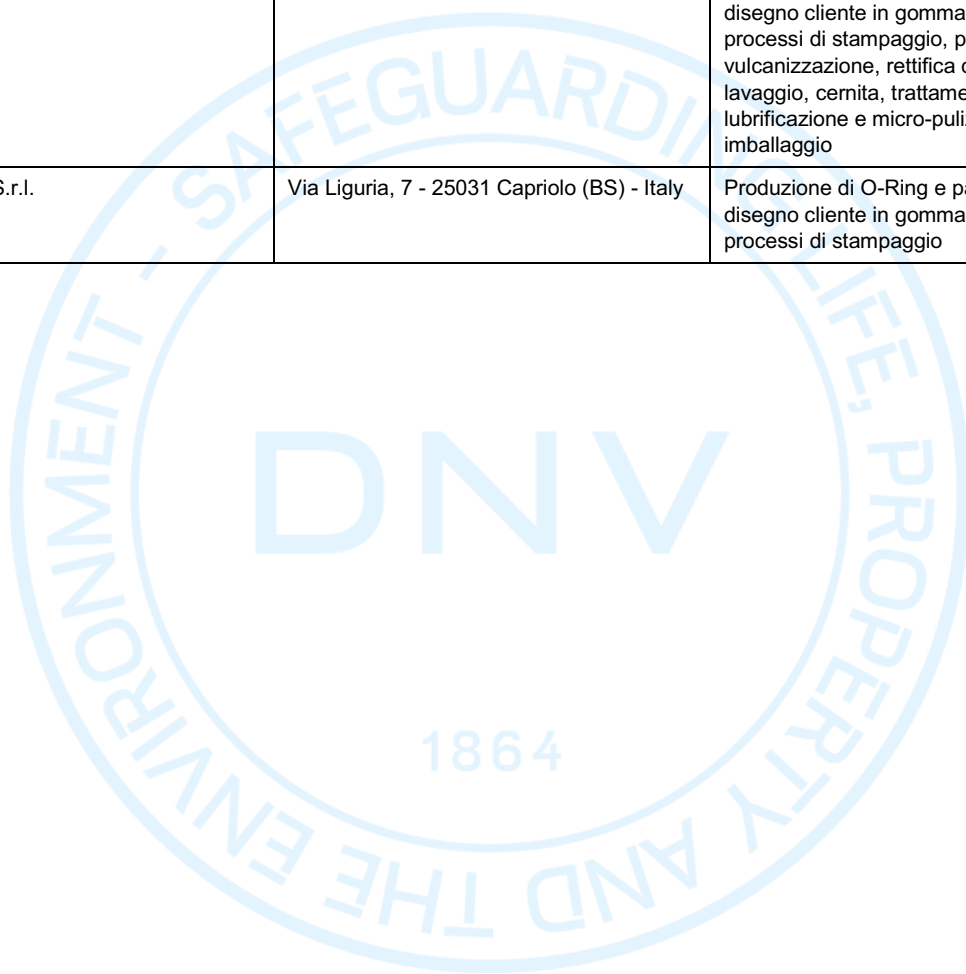 disegno cliente in gomma
processi di stampaggio, p
vulcanizzazione, rettifica
lavaggio, cernita, trattame
lubrificazione e micro-puli
imballaggio
S.r.l.
Via Liguria, 7 - 25031 Capriolo (BS) - Italy
Produzione di O-Ring e pa
disegno cliente in gomma
processi di stampaggio
SAFEGUARDING LIFE, PROPERTY AND THE ENVIRONMENT -
DNV
1864